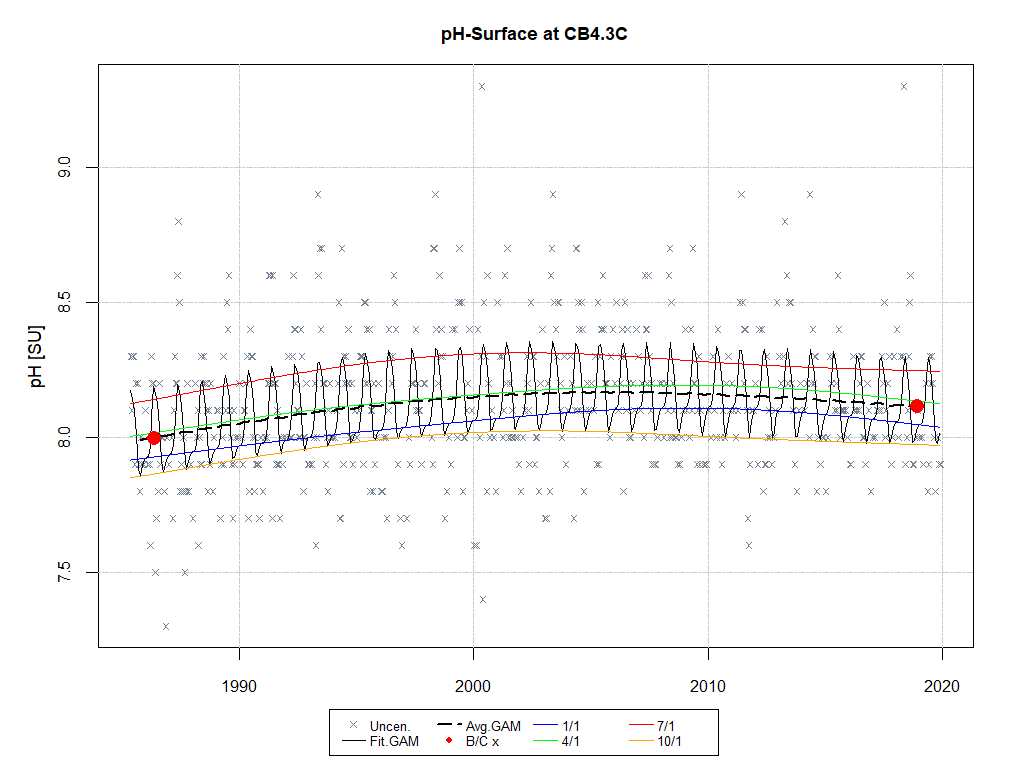 pH-Surface at CB4.3C
pH [SU]
9.0
8.5
8.0
7.5
1990 2000 2010 2020
Uncen. Avg.GAM 1/1 7/1
Fit.GAM B/C x 4/1 10/1